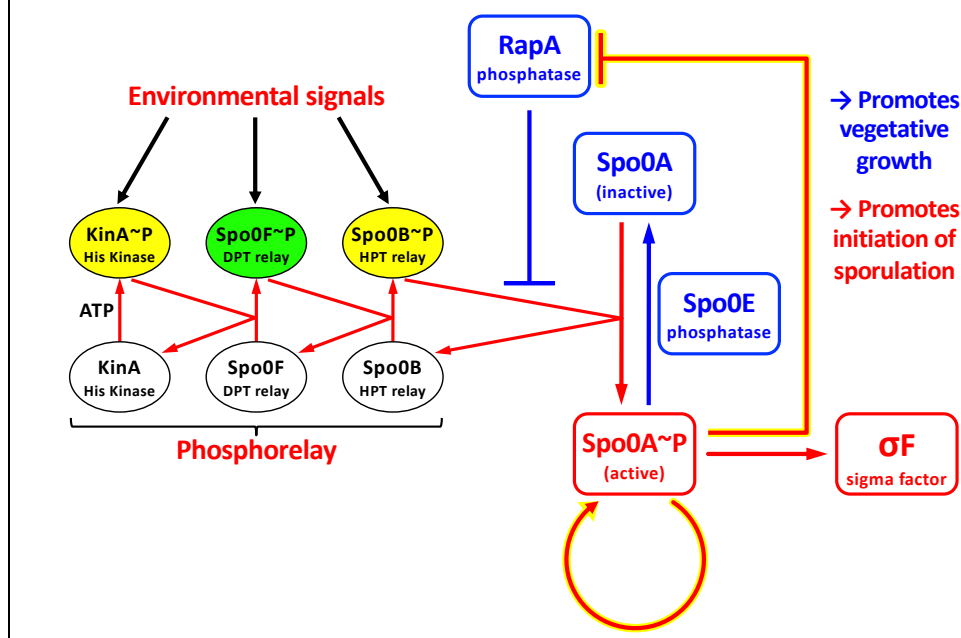 RapA
phosphatase
Environmental signals
→ Promotes
vegetative
growth
Spo0A
(inactive)
→ Promotes
initiation of
sporulation
KinA~P
His Kinase
Spo0F~P
DPT relay
Spo0B~P
HPT relay
ATP
Spo0E
phosphatase
KinA
His Kinase
Spo0F
DPT relay
Spo0B
HPT relay
Phosphorelay
Spo0A~P
(active)
σF
sigma factor